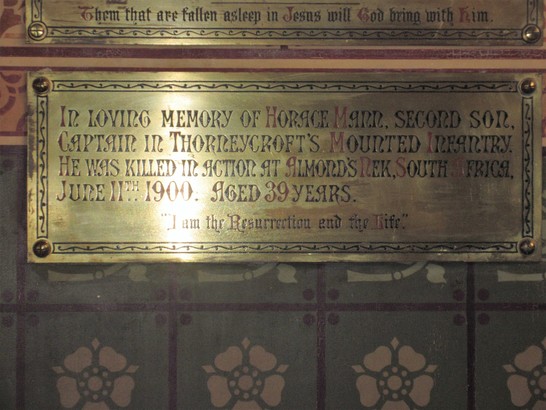 Them that are fallen asleep in Jesus will God bring with Him.
IN LOVING MEMORY OF HORACE MANN, SECOND SON,
CAPTAIN IN THORNEYCROFT'S MOUNTED INFANTRY.
HE WAS KILLED IN ACTION AT ALMOND'S NEK, SOUTH AFRICA,
JUNE 11TH 1900. AGED 39 YEARS.
"I am the Resurrection and the Life."